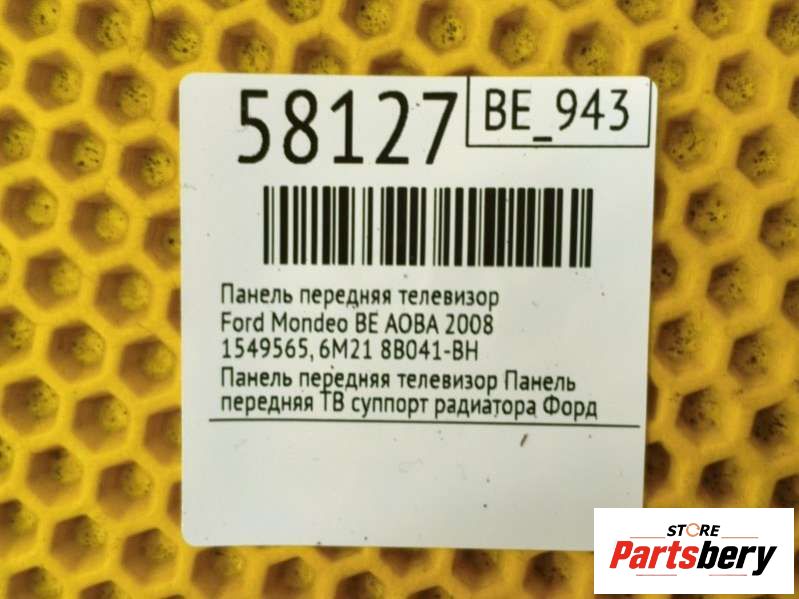 58127
BE_943
Панель передняя телевизор
Ford Mondeo BE AOBA 2008
1549565, 6M21 8B041-BH
Панель передняя телевизор Панель
передняя ТВ суппорт радиатора Форд
STORE
Partsbery